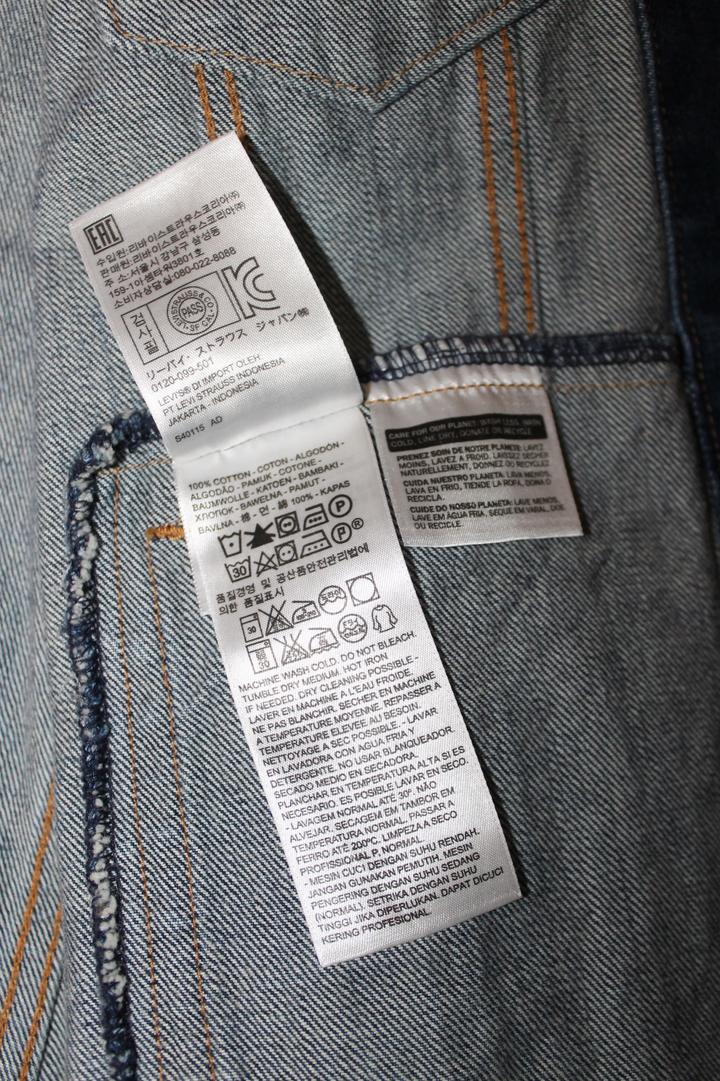 EAC
수입원:리바이스트라우스코리아㈜
판매원:리바이스트라우스코리아㈜
주 소:서울시 강남구 삼성동
159-1아셈타워3801호
소비자상담실:080-022-8088
검사필
LEVI STRAUSS & CO.
PASS
SF CAL.
KC
リーバイ・ストラウス ジャパン㈱
0120-099-501
LEVI'S® DI IMPORT OLEH
PT LEVI STRAUSS INDONESIA
JAKARTA - INDONESIA
S40115 AD
100% COTTON - COTON - ALGODÓN -
ALGODÃO - PAMUK - COTONE -
BAUMWOLLE - KATOEN - BAMBAKI -
ХЛОПОК - BAWEŁNA - PAMUT -
BAVLNA - 棉 - 면 - 綿 100% - KAPAS
P
30 P®
품질경영 및 공산품안전관리법에
의한 품질표시
30 드라이
30
MACHINE WASH COLD. DO NOT BLEACH.
TUMBLE DRY MEDIUM. HOT IRON
IF NEEDED. DRY CLEANING POSSIBLE -
LAVER EN MACHINE A L'EAU FROIDE.
NE PAS BLANCHIR. SECHER EN MACHINE
A TEMPERATURE MOYENNE. REPASSER A
TEMPERATURE ELEVEE AU BESOIN.
NETTOYAGE A SEC POSSIBLE. - LAVAR
EN LAVADORA CON AGUA FRIA Y
DETERGENTE. NO USAR BLANQUEADOR.
SECADO MEDIO EN SECADORA.
PLANCHAR EN TEMPERATURA ALTA SI ES
NECESARIO. ES POSIBLE LAVAR EN SECO.
- LAVAGEM NORMAL ATÉ 30º. NÃO
ALVEJAR. SECAGEM EM TAMBOR EM
TEMPERATURA NORMAL. PASSAR A
FERRO ATÉ 200ºC. LIMPEZA A SECO
PROFISSIONAL P, NORMAL
- MESIN CUCI DENGAN SUHU RENDAH.
JANGAN GUNAKAN PEMUTIH. MESIN
PENGERING DENGAN SUHU SEDANG
(NORMAL). SETRIKA DENGAN SUHU
TINGGI JIKA DIPERLUKAN. DAPAT DICUCI
KERING PROFESIONAL.
CARE FOR OUR PLANET: WASH LESS, WASH
COLD, LINE DRY, DONATE OR RECYCLE
PRENEZ SOIN DE NOTRE PLANETE: LAVEZ
MOINS, LAVEZ A FROID, LAISSEZ SECHER
NATURELLEMENT, DONNEZ OU RECYCLEZ
CUIDA NUESTRO PLANETA: LAVA MENOS,
LAVA EN FRIO, TIENDE LA ROPA, DONA O
RECICLA.
CUIDE DO NOSSO PLANETA: LAVE MENOS,
LAVE EM ÁGUA FRIA, SEQUE EM VARAL, DOE
OU RECICLE.